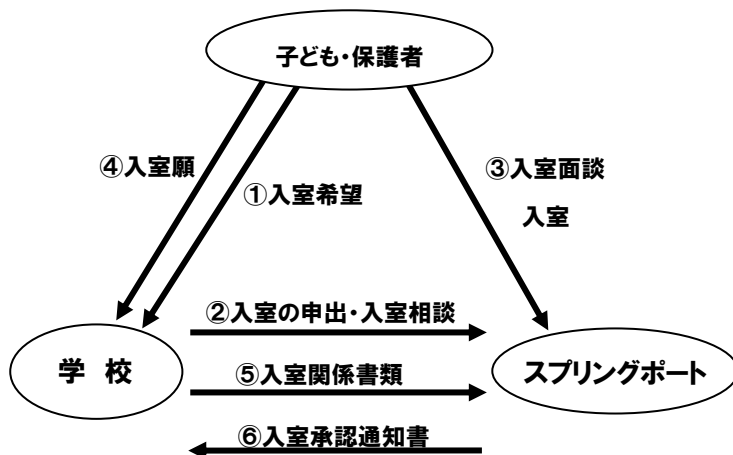 子ども・保護者
④入室願
①入室希望
③入室面談
入室
②入室の申出・入室相談
学 校
スプリングポート
⑤入室関係書類
⑥入室承認通知書